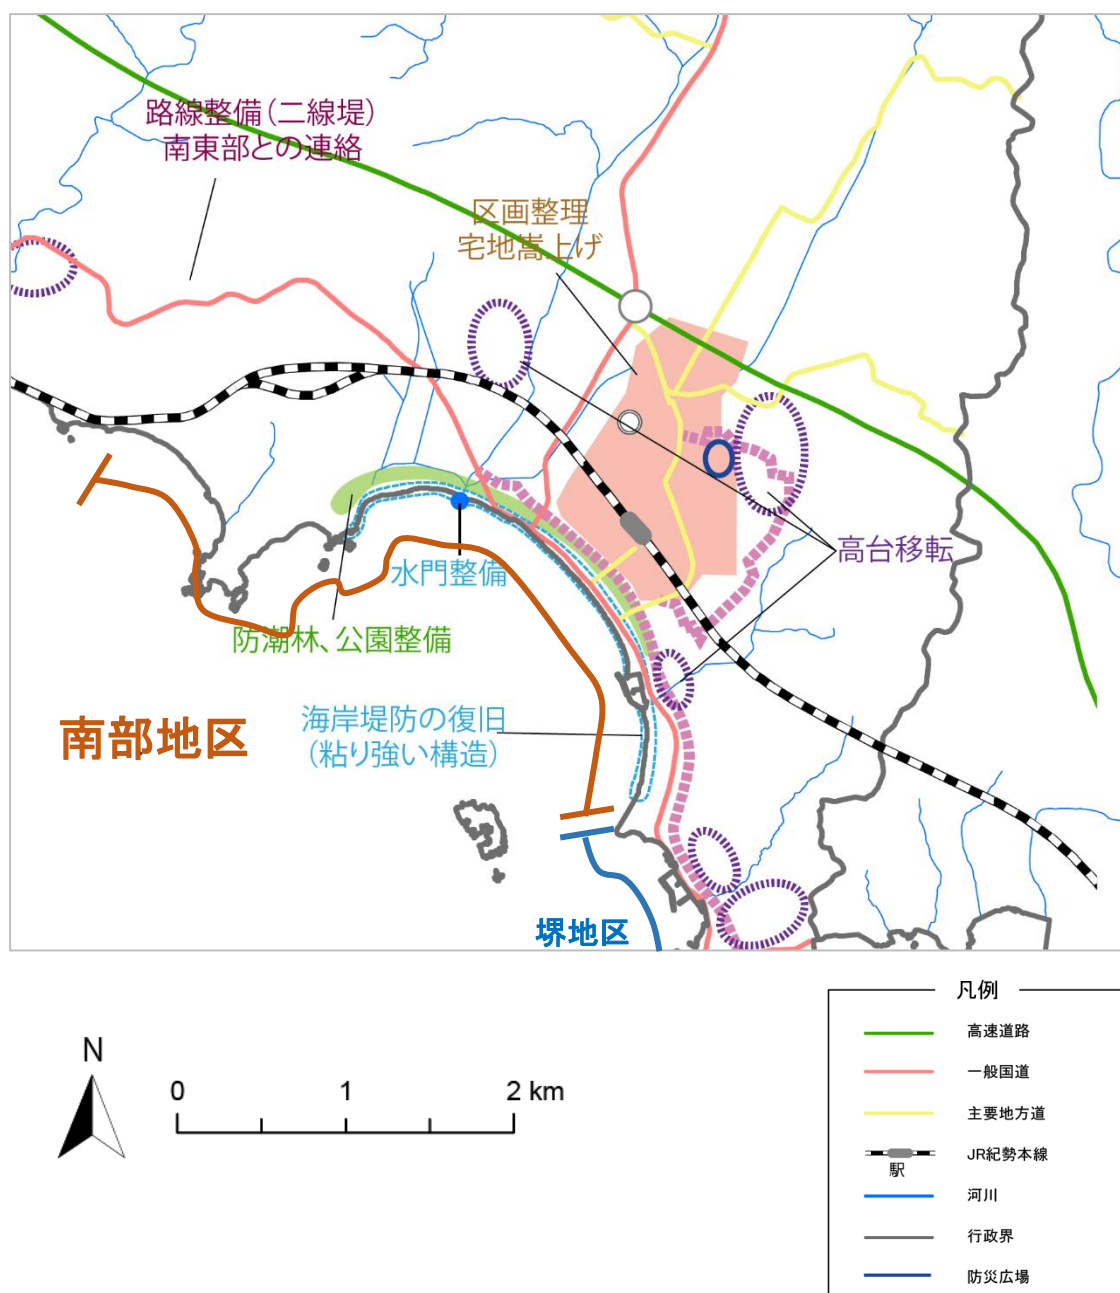 路線整備(二線堤)
南東部との連絡
区画整理
宅地嵩上げ
高台移転
水門整備
防潮林、公園整備
海岸堤防の復旧
(粘り強い構造)
南部地区
堺地区
N
0 1 2 km
凡例
高速道路
一般国道
主要地方道
JR紀勢本線
駅
河川
行政界
防災広場